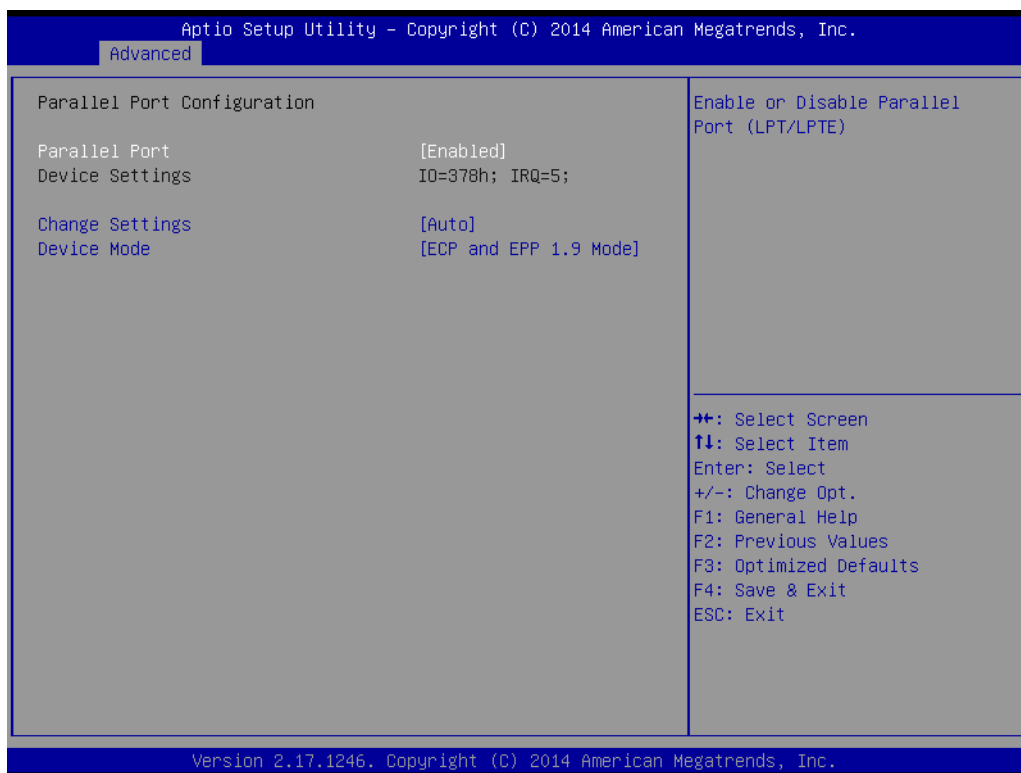 Aptio Setup Utility – Copyright (C) 2014 American Megatrends, Inc.
Advanced
Parallel Port Configuration
Parallel Port [Enabled]
Device Settings IO=378h; IRQ=5;
Change Settings [Auto]
Device Mode [ECP and EPP 1.9 Mode]
Enable or Disable Parallel
Port (LPT/LPTE)
→←: Select Screen
↑↓: Select Item
Enter: Select
+/-: Change Opt.
F1: General Help
F2: Previous Values
F3: Optimized Defaults
F4: Save & Exit
ESC: Exit
Version 2.17.1246. Copyright (C) 2014 American Megatrends, Inc.